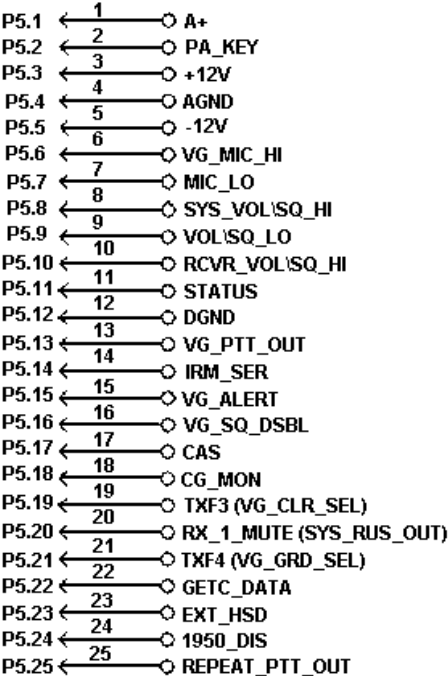 P5.1 1 A+
P5.2 2 PA_KEY
P5.3 3 +12V
P5.4 4 AGND
P5.5 5 -12V
P5.6 6 VG_MIC_HI
P5.7 7 MIC_LO
P5.8 8 SYS_VOL\SQ_HI
P5.9 9 VOL\SQ_LO
P5.10 10 RCVR_VOL\SQ_HI
P5.11 11 STATUS
P5.12 12 DGND
P5.13 13 VG_PTT_OUT
P5.14 14 IRM_SER
P5.15 15 VG_ALERT
P5.16 16 VG_SQ_DSBL
P5.17 17 CAS
P5.18 18 CG_MON
P5.19 19 TXF3 (VG_CLR_SEL)
P5.20 20 RX_1_MUTE (SYS_RUS_OUT)
P5.21 21 TXF4 (VG_GRD_SEL)
P5.22 22 GETC_DATA
P5.23 23 EXT_HSD
P5.24 24 1950_DIS
P5.25 25 REPEAT_PTT_OUT